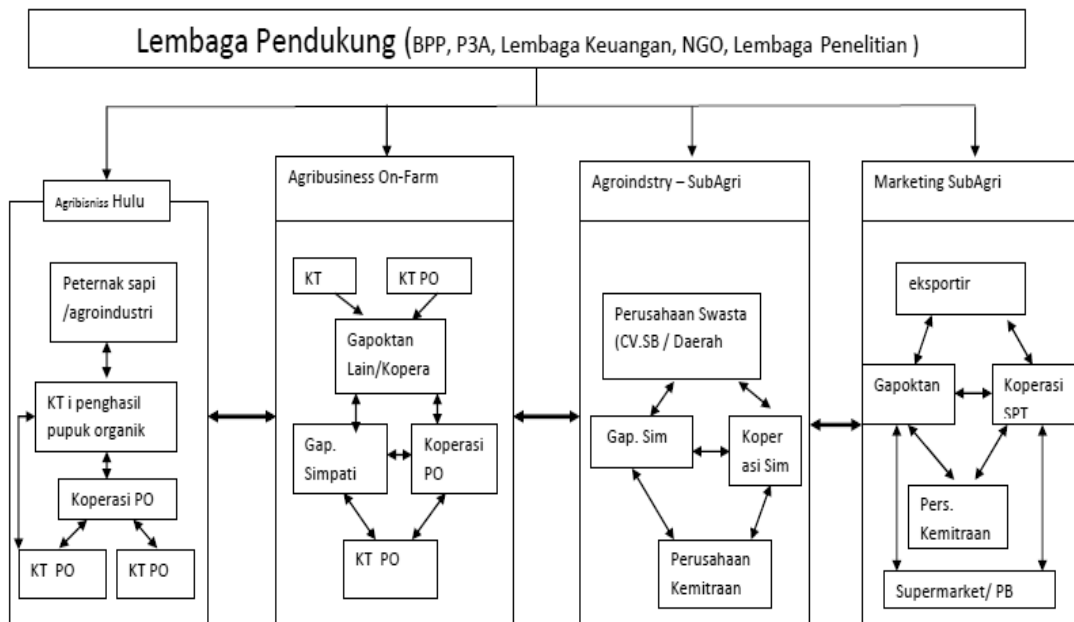 Lembaga Pendukung (BPP, P3A, Lembaga Keuangan, NGO, Lembaga Penelitian )
Agribisniss Hulu
Peternak sapi
/agroindustri
KT i penghasil
pupuk organik
Koperasi PO
KT PO
KT PO
Agribusiness On-Farm
KT
KT PO
Gapoktan
Lain/Kopera
Gap.
Simpati
Koperasi
PO
KT PO
Agroindstry – SubAgri
Perusahaan Swasta
(CV.SB / Daerah
Gap. Sim
Koper
asi Sim
Perusahaan
Kemitraan
Marketing SubAgri
eksportir
Gapoktan
Koperasi
SPT
Pers.
Kemitraan
Supermarket/ PB